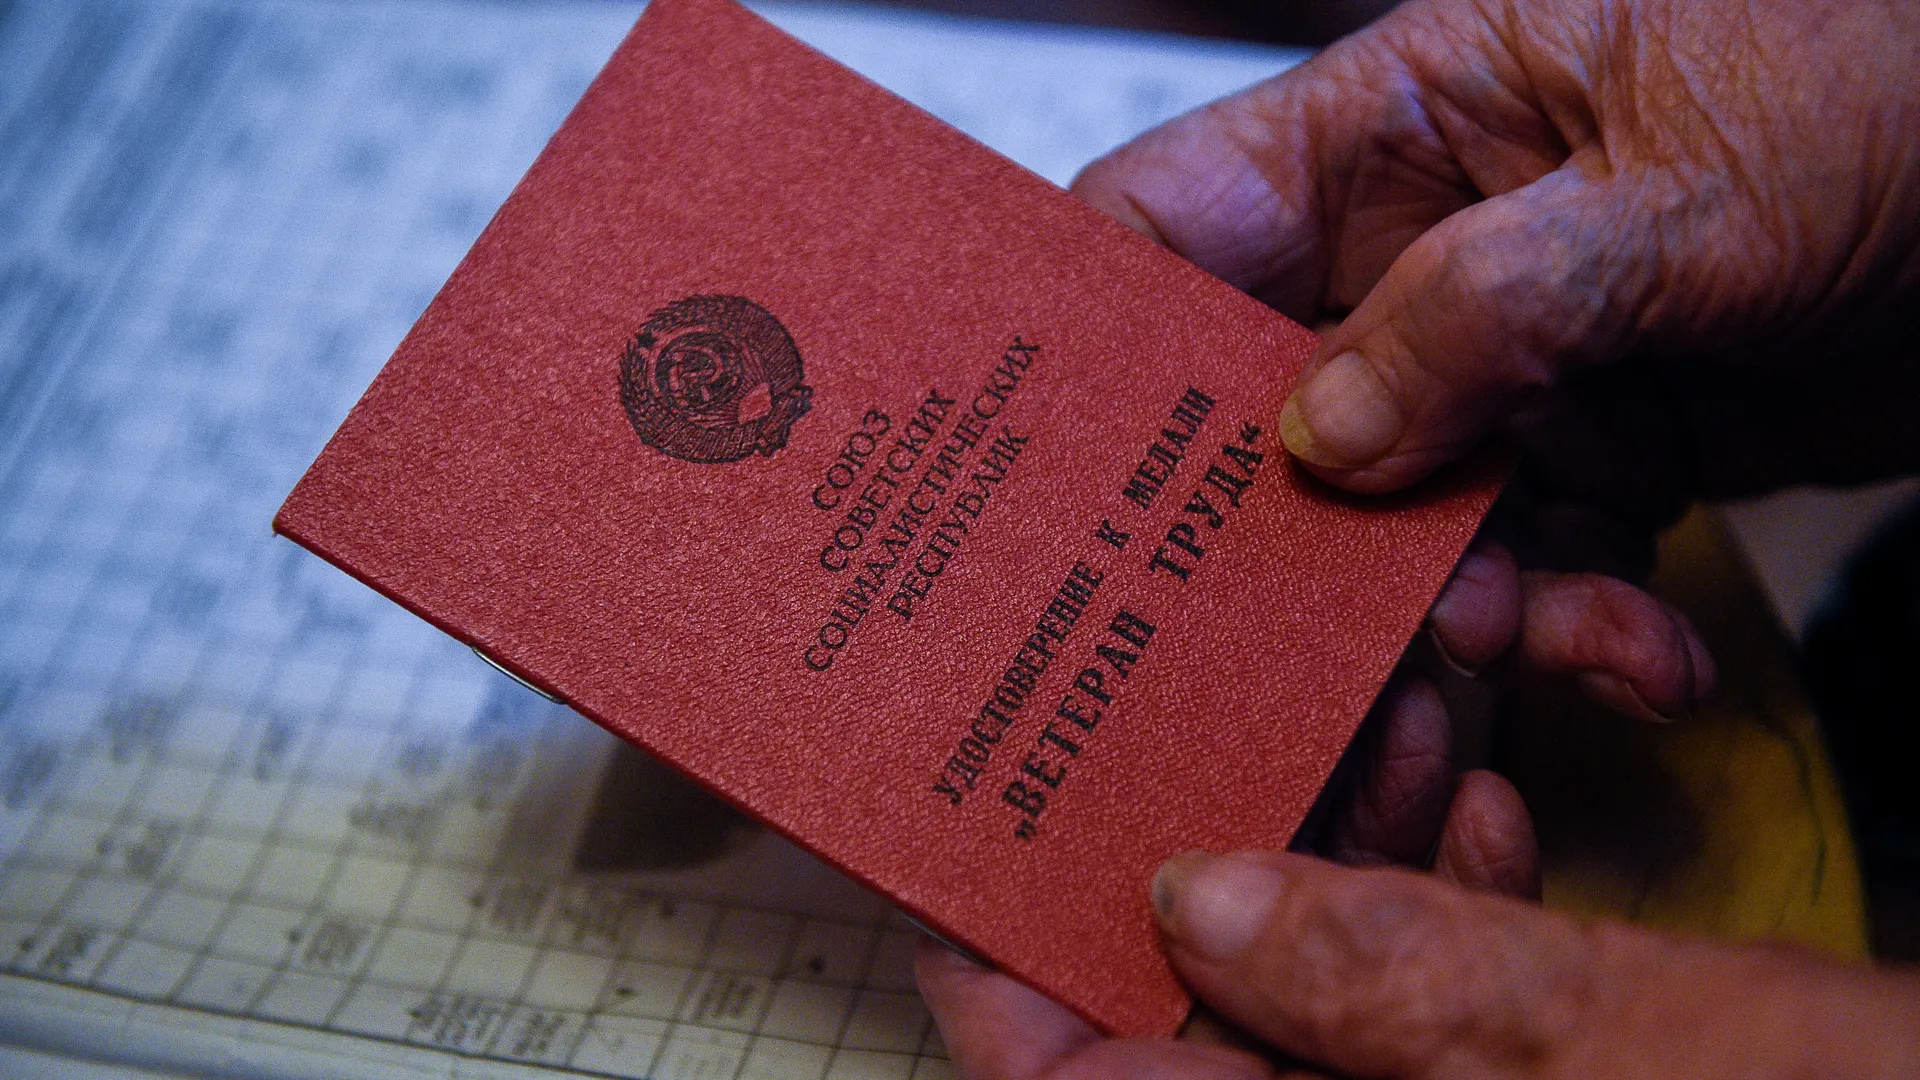 СОЮЗ
СОВЕТСКИХ
СОЦИАЛИСТИЧЕСКИХ
РЕСПУБЛИК
УДОСТОВЕРЕНИЕ К МЕДАЛИ
„ВЕТЕРАН ТРУДА“